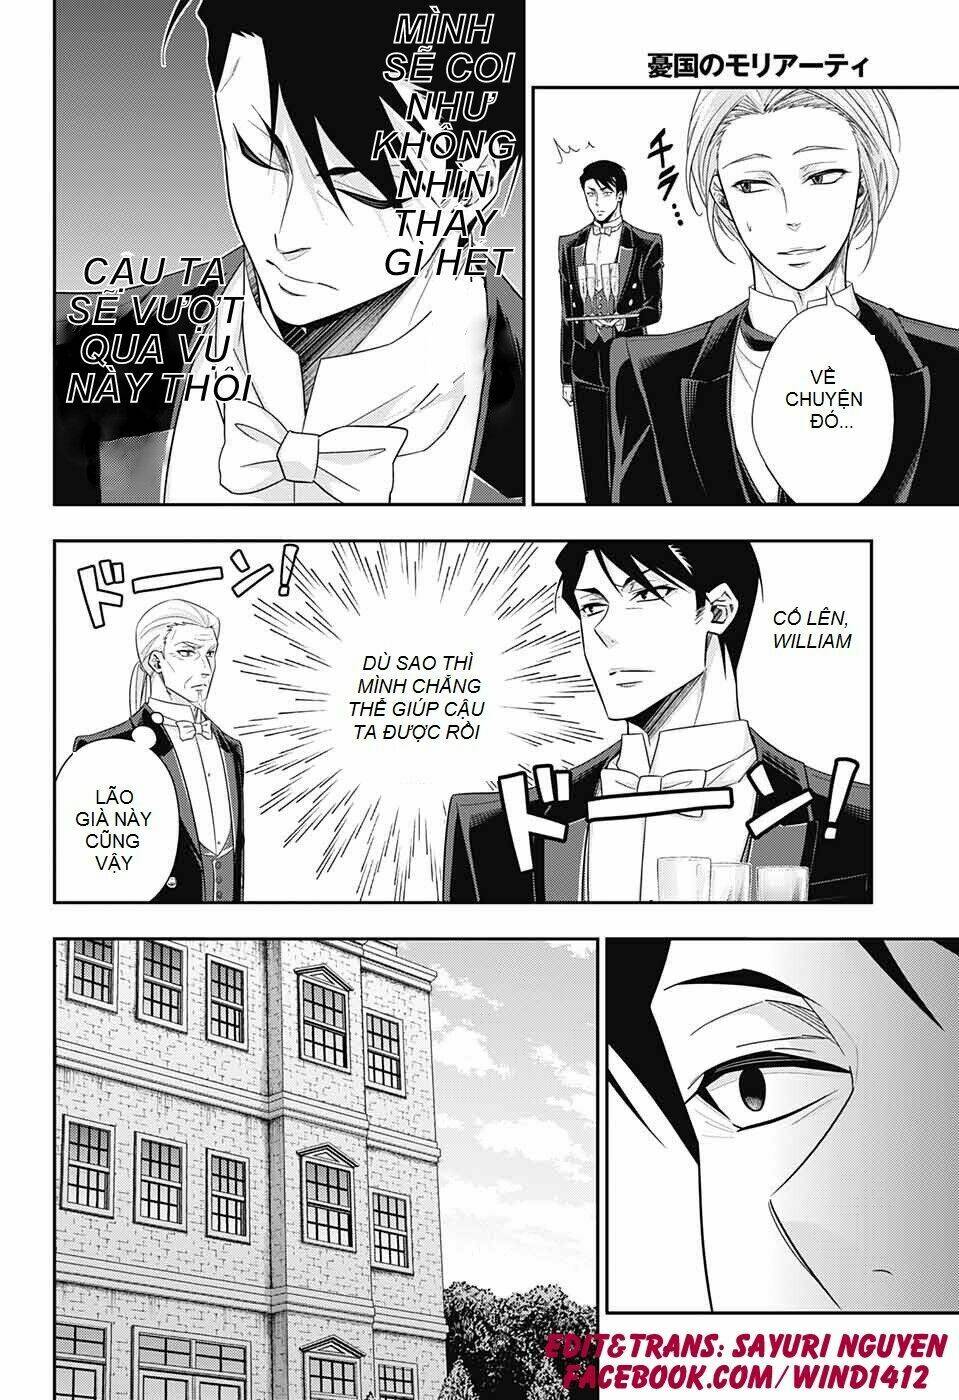 憂国のモリアーティ
チラ…
VỀ
CHUYỆN
ĐÓ...
MÌNH
SẼ COI
NHƯ
KHÔNG
NHÌN
THẤY
GÌ HẾT
CẬU TA
SẼ VƯỢT
QUA VỤ
NÀY THÔI
CỐ LÊN,
WILLIAM
ドーーン!
DÙ SAO THÌ
MÌNH CHẲNG
THỂ GIÚP CẬU
TA ĐƯỢC RỒI
ドーン!
LÃO
GIÀ NÀY
CŨNG
VẬY
EDIT&TRANS: SAYURI NGUYEN
FACEBOOK.COM/WIND1412